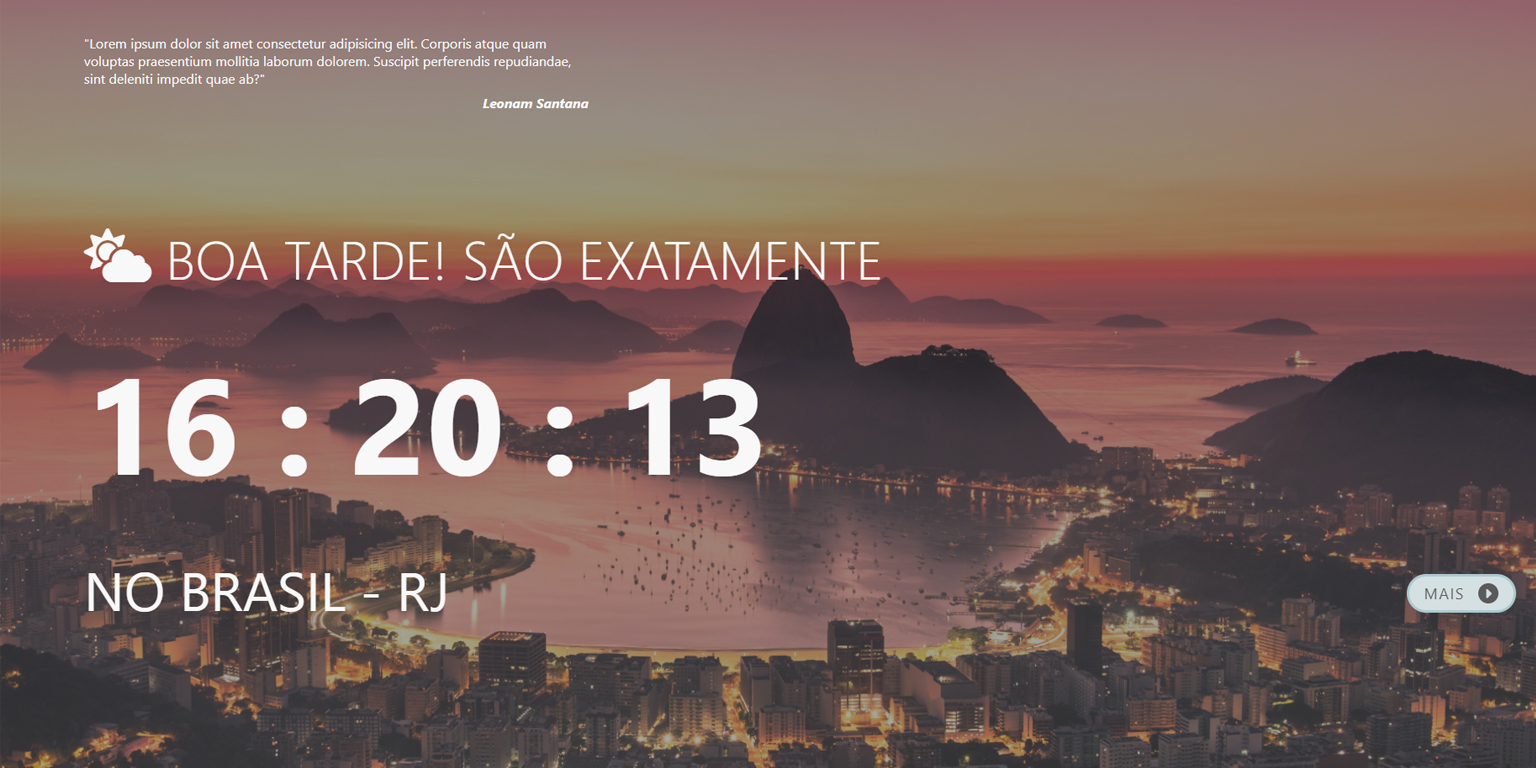 "Lorem ipsum dolor sit amet consectetur adipisicing elit. Corporis atque quam
voluptas praesentium mollitia laborum dolorem. Suscipit perferendis repudiandae,
sint deleniti impedit quae ab?"
Leonam Santana
BOA TARDE! SÃO EXATAMENTE
16 : 20 : 13
NO BRASIL - RJ
MAIS